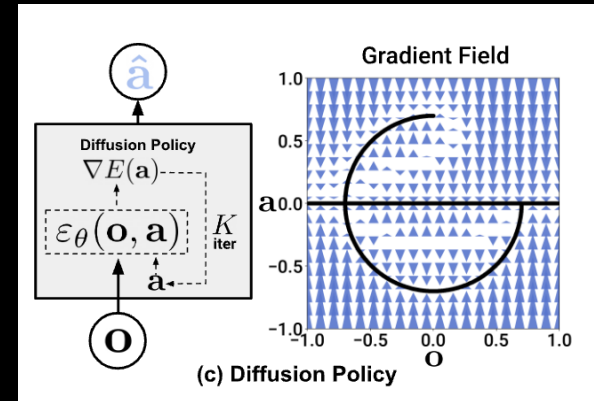 â
Diffusion Policy
∇E(a)
εθ(o, a)
K
iter
a
o
Gradient Field
1.0
0.5
a 0.0
−0.5
−1.0
−1.0 −0.5 0.0 0.5 1.0
o
(c) Diffusion Policy